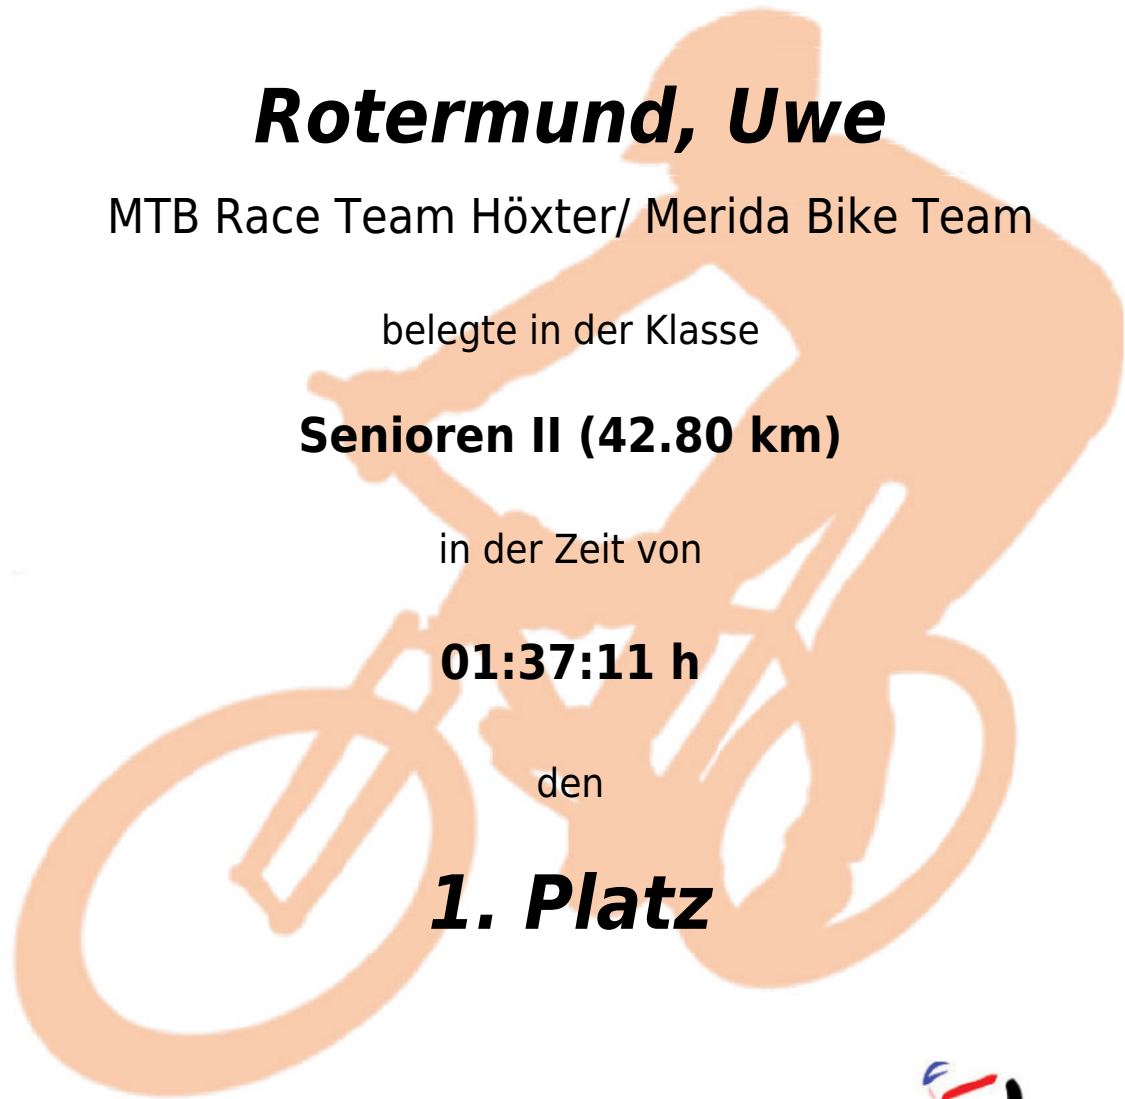 Rotermund, Uwe
MTB Race Team Höxter/ Merida Bike Team
belegte in der Klasse
Senioren II (42.80 km)
in der Zeit von
01:37:11 h
den
1. Platz